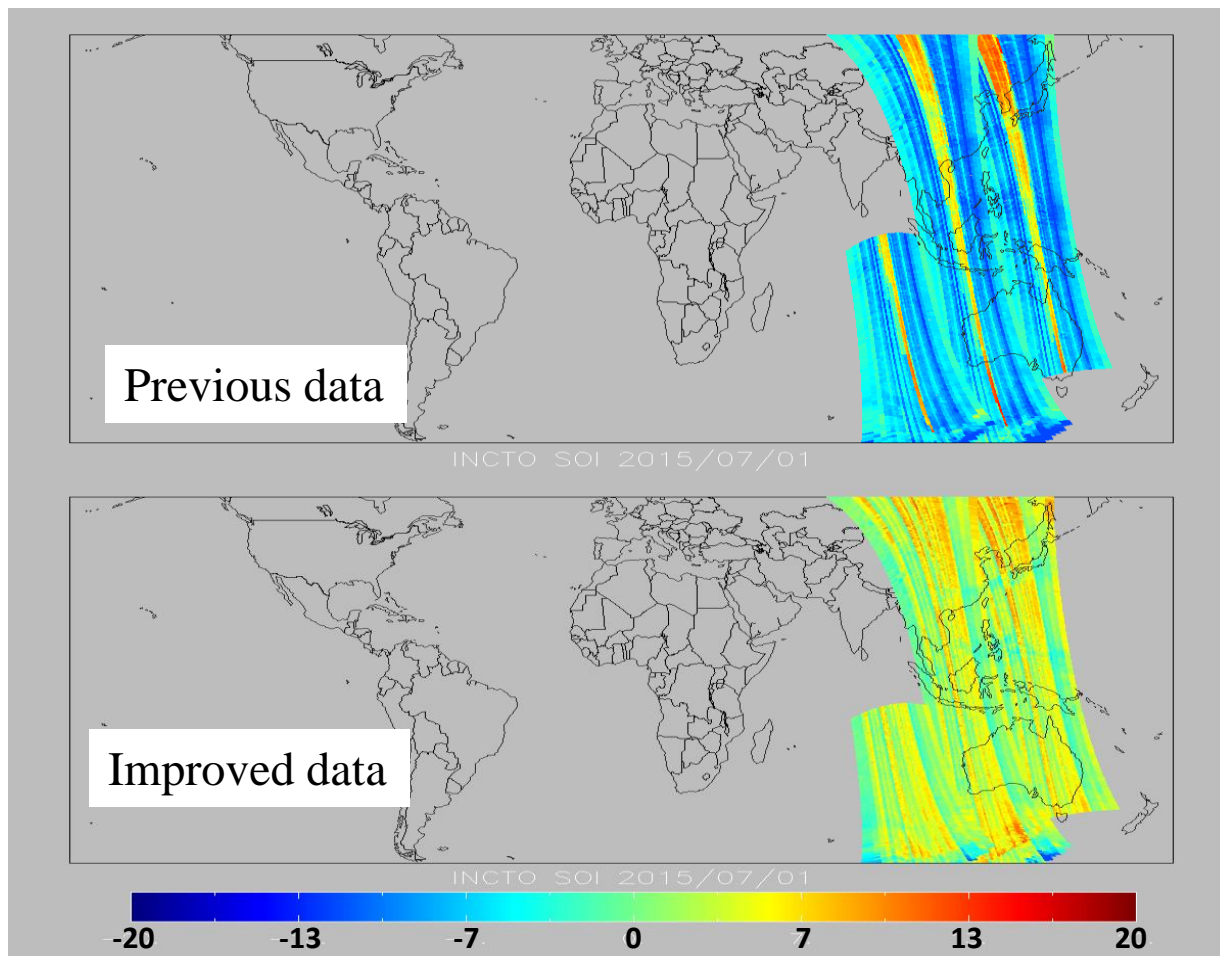 Previous data
INCTO SOI 2015/07/01
Improved data
INCTO SOI 2015/07/01
-20 -13 -7 0 7 13 20